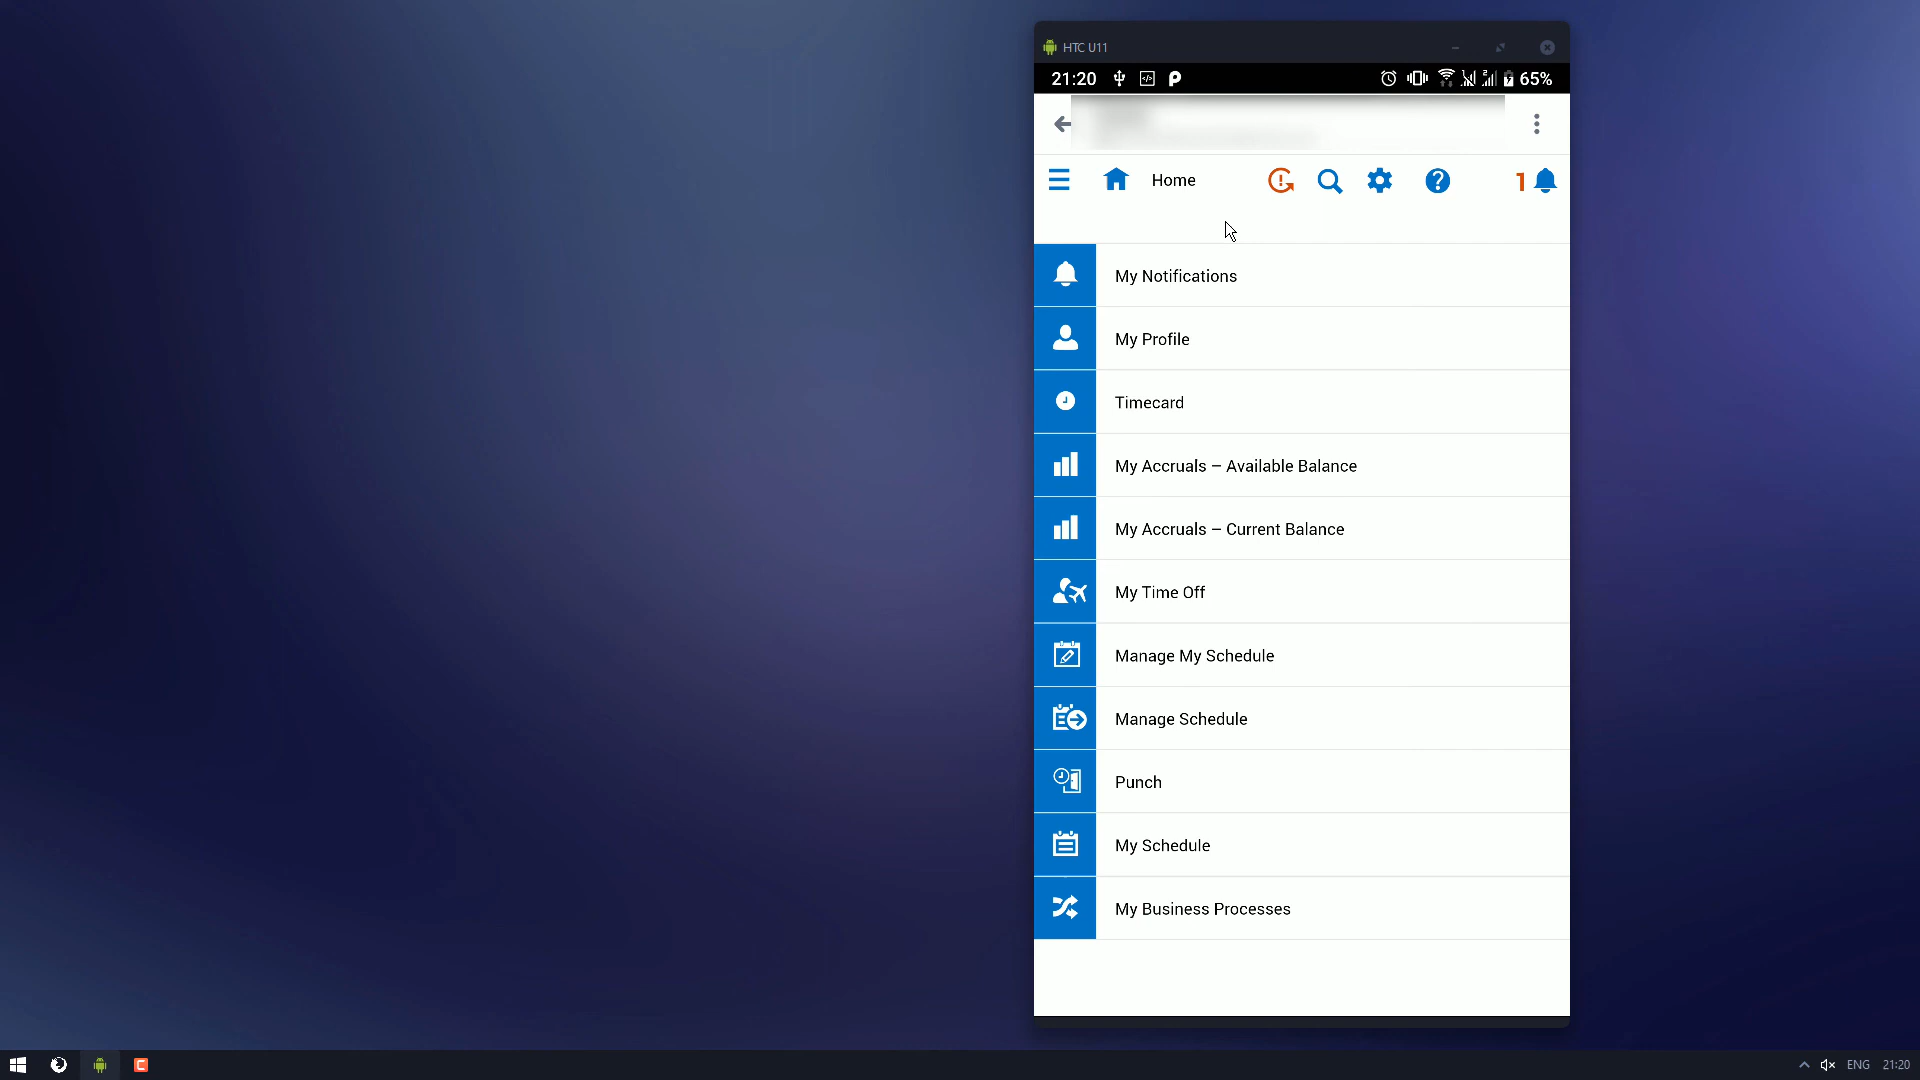 HTC U11
21:20
65%
Home
1
My Notifications
My Profile
Timecard
My Accruals – Available Balance
My Accruals – Current Balance
My Time Off
Manage My Schedule
Manage Schedule
Punch
My Schedule
My Business Processes
ENG 21:20